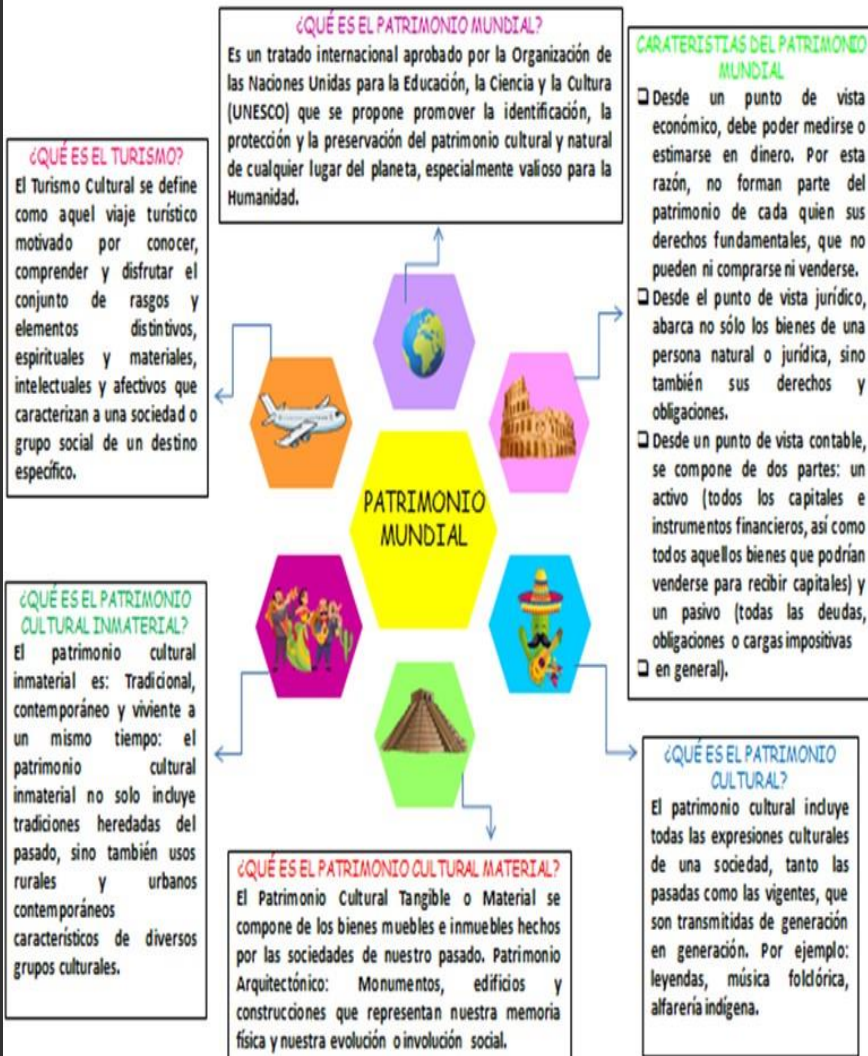 ¿QUÉ ES EL PATRIMONIO MUNDIAL?
Es un tratado internacional aprobado por la Organización de
las Naciones Unidas para la Educación, la Ciencia y la Cultura
(UNESCO) que se propone promover la identificación, la
protección y la preservación del patrimonio cultural y natural
de cualquier lugar del planeta, especialmente valioso para la
Humanidad.
CARATERISTIAS DEL PATRIMONIO
MUNDIAL
❑ Desde un punto de vista
económico, debe poder medirse o
estimarse en dinero. Por esta
razón, no forman parte del
patrimonio de cada quien sus
derechos fundamentales, que no
pueden ni comprarse ni venderse.
❑ Desde el punto de vista jurídico,
abarca no sólo los bienes de una
persona natural o jurídica, sino
también sus derechos y
obligaciones.
❑ Desde un punto de vista contable,
se compone de dos partes: un
activo (todos los capitales e
instrumentos financieros, así como
todos aquellos bienes que podrían
venderse para recibir capitales) y
un pasivo (todas las deudas,
obligaciones o cargas impositivas
❑ en general).
¿QUÉ ES EL TURISMO?
El Turismo Cultural se define
como aquel viaje turístico
motivado por conocer,
comprender y disfrutar el
conjunto de rasgos y
elementos distintivos,
espirituales y materiales,
intelectuales y afectivos que
caracterizan a una sociedad o
grupo social de un destino
específico.
PATRIMONIO
MUNDIAL
¿QUÉ ES EL PATRIMONIO
CULTURAL INMATERIAL?
El patrimonio cultural
inmaterial es: Tradicional,
contemporáneo y viviente a
un mismo tiempo: el
patrimonio cultural
inmaterial no solo incluye
tradiciones heredadas del
pasado, sino también usos
rurales y urbanos
contemporáneos
característicos de diversos
grupos culturales.
¿QUÉ ES EL PATRIMONIO CULTURAL MATERIAL?
El Patrimonio Cultural Tangible o Material se
compone de los bienes muebles e inmuebles hechos
por las sociedades de nuestro pasado. Patrimonio
Arquitectónico: Monumentos, edificios y
construcciones que representan nuestra memoria
física y nuestra evolución o involución social.
¿QUÉ ES EL PATRIMONIO
CULTURAL?
El patrimonio cultural incluye
todas las expresiones culturales
de una sociedad, tanto las
pasadas como las vigentes, que
son transmitidas de generación
en generación. Por ejemplo:
leyendas, música folclórica,
alfarería indígena.